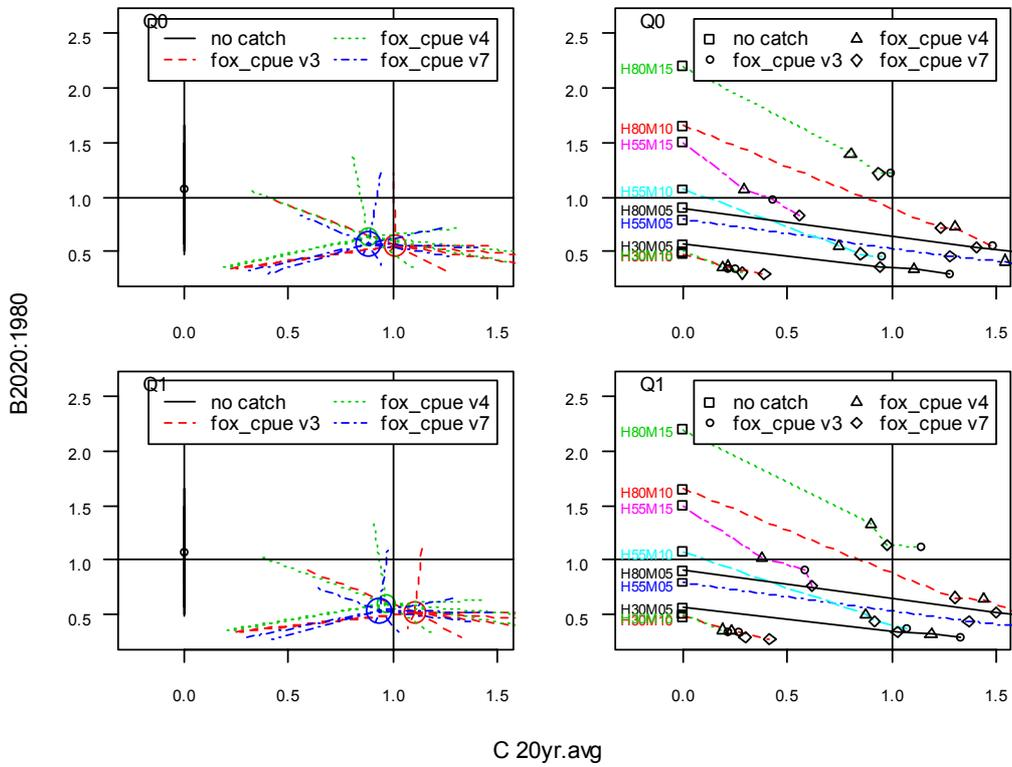 Q0
no catch fox_cpue v4
fox_cpue v3 fox_cpue v7
2.5
2.0
1.5
1.0
0.5
0.0 0.5 1.0 1.5
Q0
no catch fox_cpue v4
fox_cpue v3 fox_cpue v7
2.5
2.0
1.5
1.0
0.5
H80M15
H80M10
H55M15
H55M10
H80M05
H55M05
H30M05
H30M10
0.0 0.5 1.0 1.5
B2020:1980
Q1
no catch fox_cpue v4
fox_cpue v3 fox_cpue v7
2.5
2.0
1.5
1.0
0.5
0.0 0.5 1.0 1.5
Q1
no catch fox_cpue v4
fox_cpue v3 fox_cpue v7
2.5
2.0
1.5
1.0
0.5
H80M15
H80M10
H55M15
H55M10
H80M05
H55M05
H30M05
H30M10
0.0 0.5 1.0 1.5
C 20yr.avg